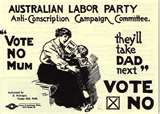 AUSTRALIAN LABOR PARTY
Anti-Conscription Campaign Committee.
"VOTE
NO
MUM
they'll
take
DAD
next"
VOTE
NO